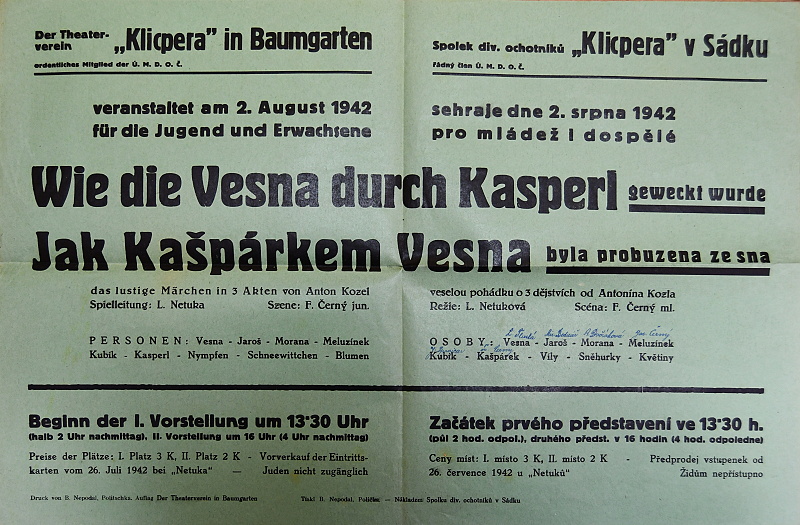 Der Theater-
verein „Klicpera" in Baumgarten
ordentliches Mitglied der Ú. M. D. O. Č.
veranstaltet am 2. August 1942
für die Jugend und Erwachsene
Spolek div. ochotníků „Klicpera" v Sádku
řádný člen Ú. M. D. O. Č.
sehraje dne 2. srpna 1942
pro mládež i dospělé
Wie die Vesna durch Kasperl geweckt wurde
Jak Kašpárkem Vesna byla probuzena ze sna
das lustige Märchen in 3 Akten von Anton Kozel
Spielleitung: L. Netuka Szene: F. Černý jun.
PERSONEN: Vesna - Jaroš - Morana - Meluzínek
Kubík - Kasperl - Nympfen - Schneewittchen - Blumen
veselou pohádku o 3 dějstvích od Antonína Kozla
Režie: L. Netuková Scéna: F. Černý ml.
OSOBY: Vesna - Jaroš - Morana - Meluzínek
Kubík - Kašpárek - Víly - Sněhurky - Květiny
Beginn der I. Vorstellung um 13·30 Uhr
(halb 2 Uhr nachmittag), II. Vorstellung um 16 Uhr (4 Uhr nachmittag)
Preise der Plätze: I. Platz 3 K, II. Platz 2 K - Vorverkauf der Eintritts-
karten vom 26. Juli 1942 bei „Netuka" — Juden nicht zugänglich
Začátek prvého představení ve 13·30 h.
(půl 2 hod. odpol.), druhého předst. v 16 hodin (4 hod. odpoledne)
Ceny míst: I. místo 3 K, II. místo 2 K - Předprodej vstupenek od
26. července 1942 u „Netuků" Židům nepřístupno
Druck von B. Nepodal, Politschka. Auflag Der Theaterverein in Baumgarten
Tiskl B. Nepodal, Polička. — Nákladem Spolku div. ochotníků v Sádku